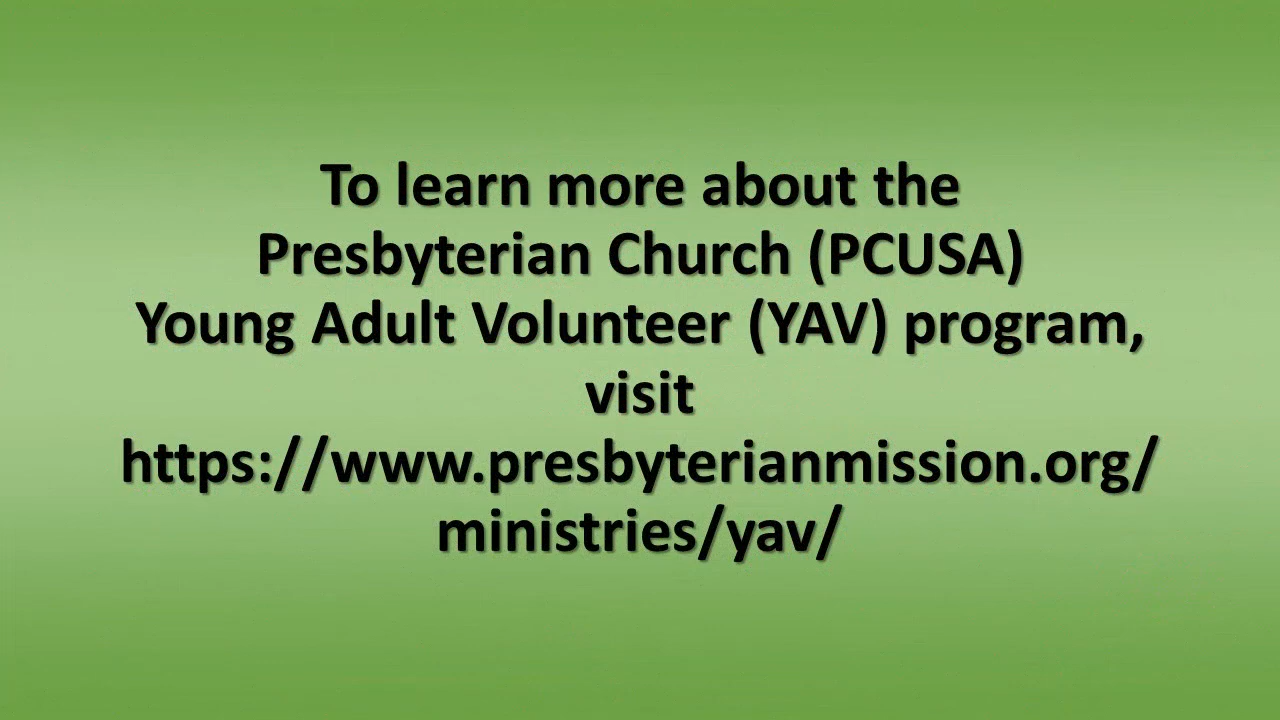 To learn more about the
Presbyterian Church (PCUSA)
Young Adult Volunteer (YAV) program,
visit
https://www.presbyterianmission.org/
ministries/yav/